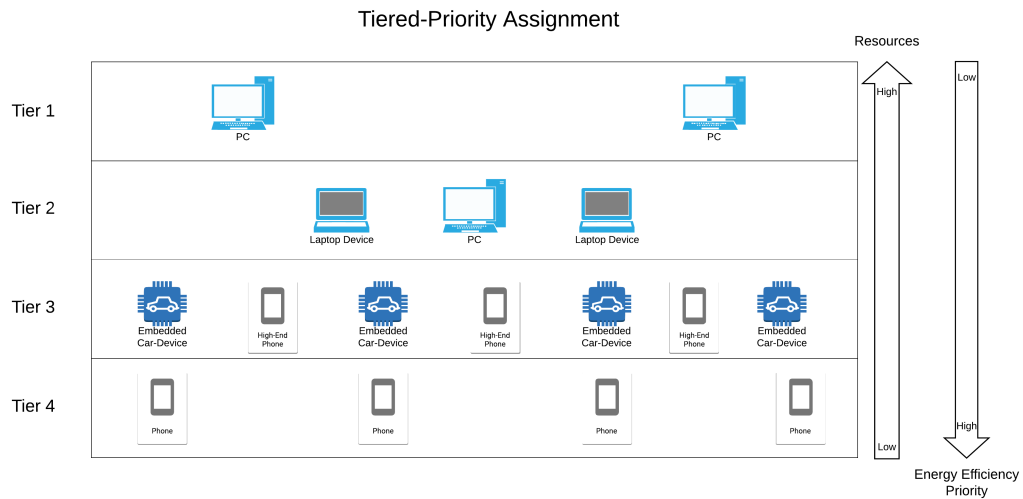 Tiered-Priority Assignment
Resources
High
Low
Tier 1
PC
PC
Tier 2
Laptop Device
PC
Laptop Device
Tier 3
Embedded
Car-Device
High-End
Phone
Embedded
Car-Device
High-End
Phone
Embedded
Car-Device
High-End
Phone
Embedded
Car-Device
Tier 4
Phone
Phone
Phone
Phone
Low
High
Energy Efficiency
Priority